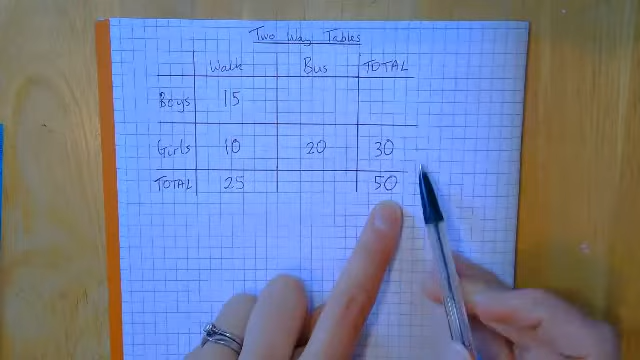 Two Way Tables
Walk Bus TOTAL
Boys 15
Girls 10 20 30
TOTAL 25 50